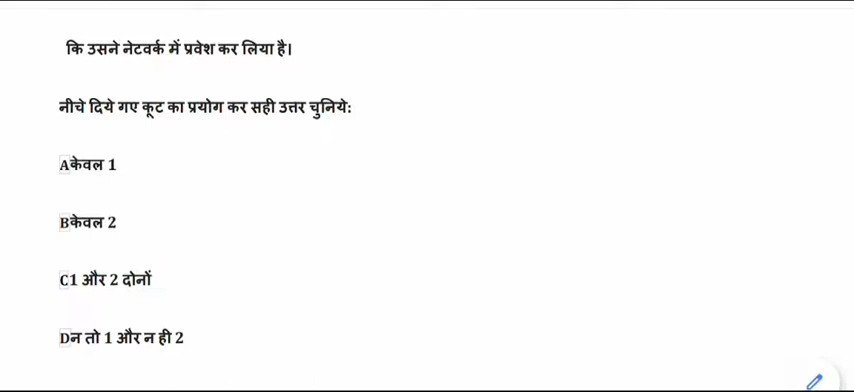 कि उसने नेटवर्क में प्रवेश कर लिया है।
नीचे दिये गए कूट का प्रयोग कर सही उत्तर चुनिये:
Aकेवल 1
Bकेवल 2
C1 और 2 दोनों
Dन तो 1 और न ही 2